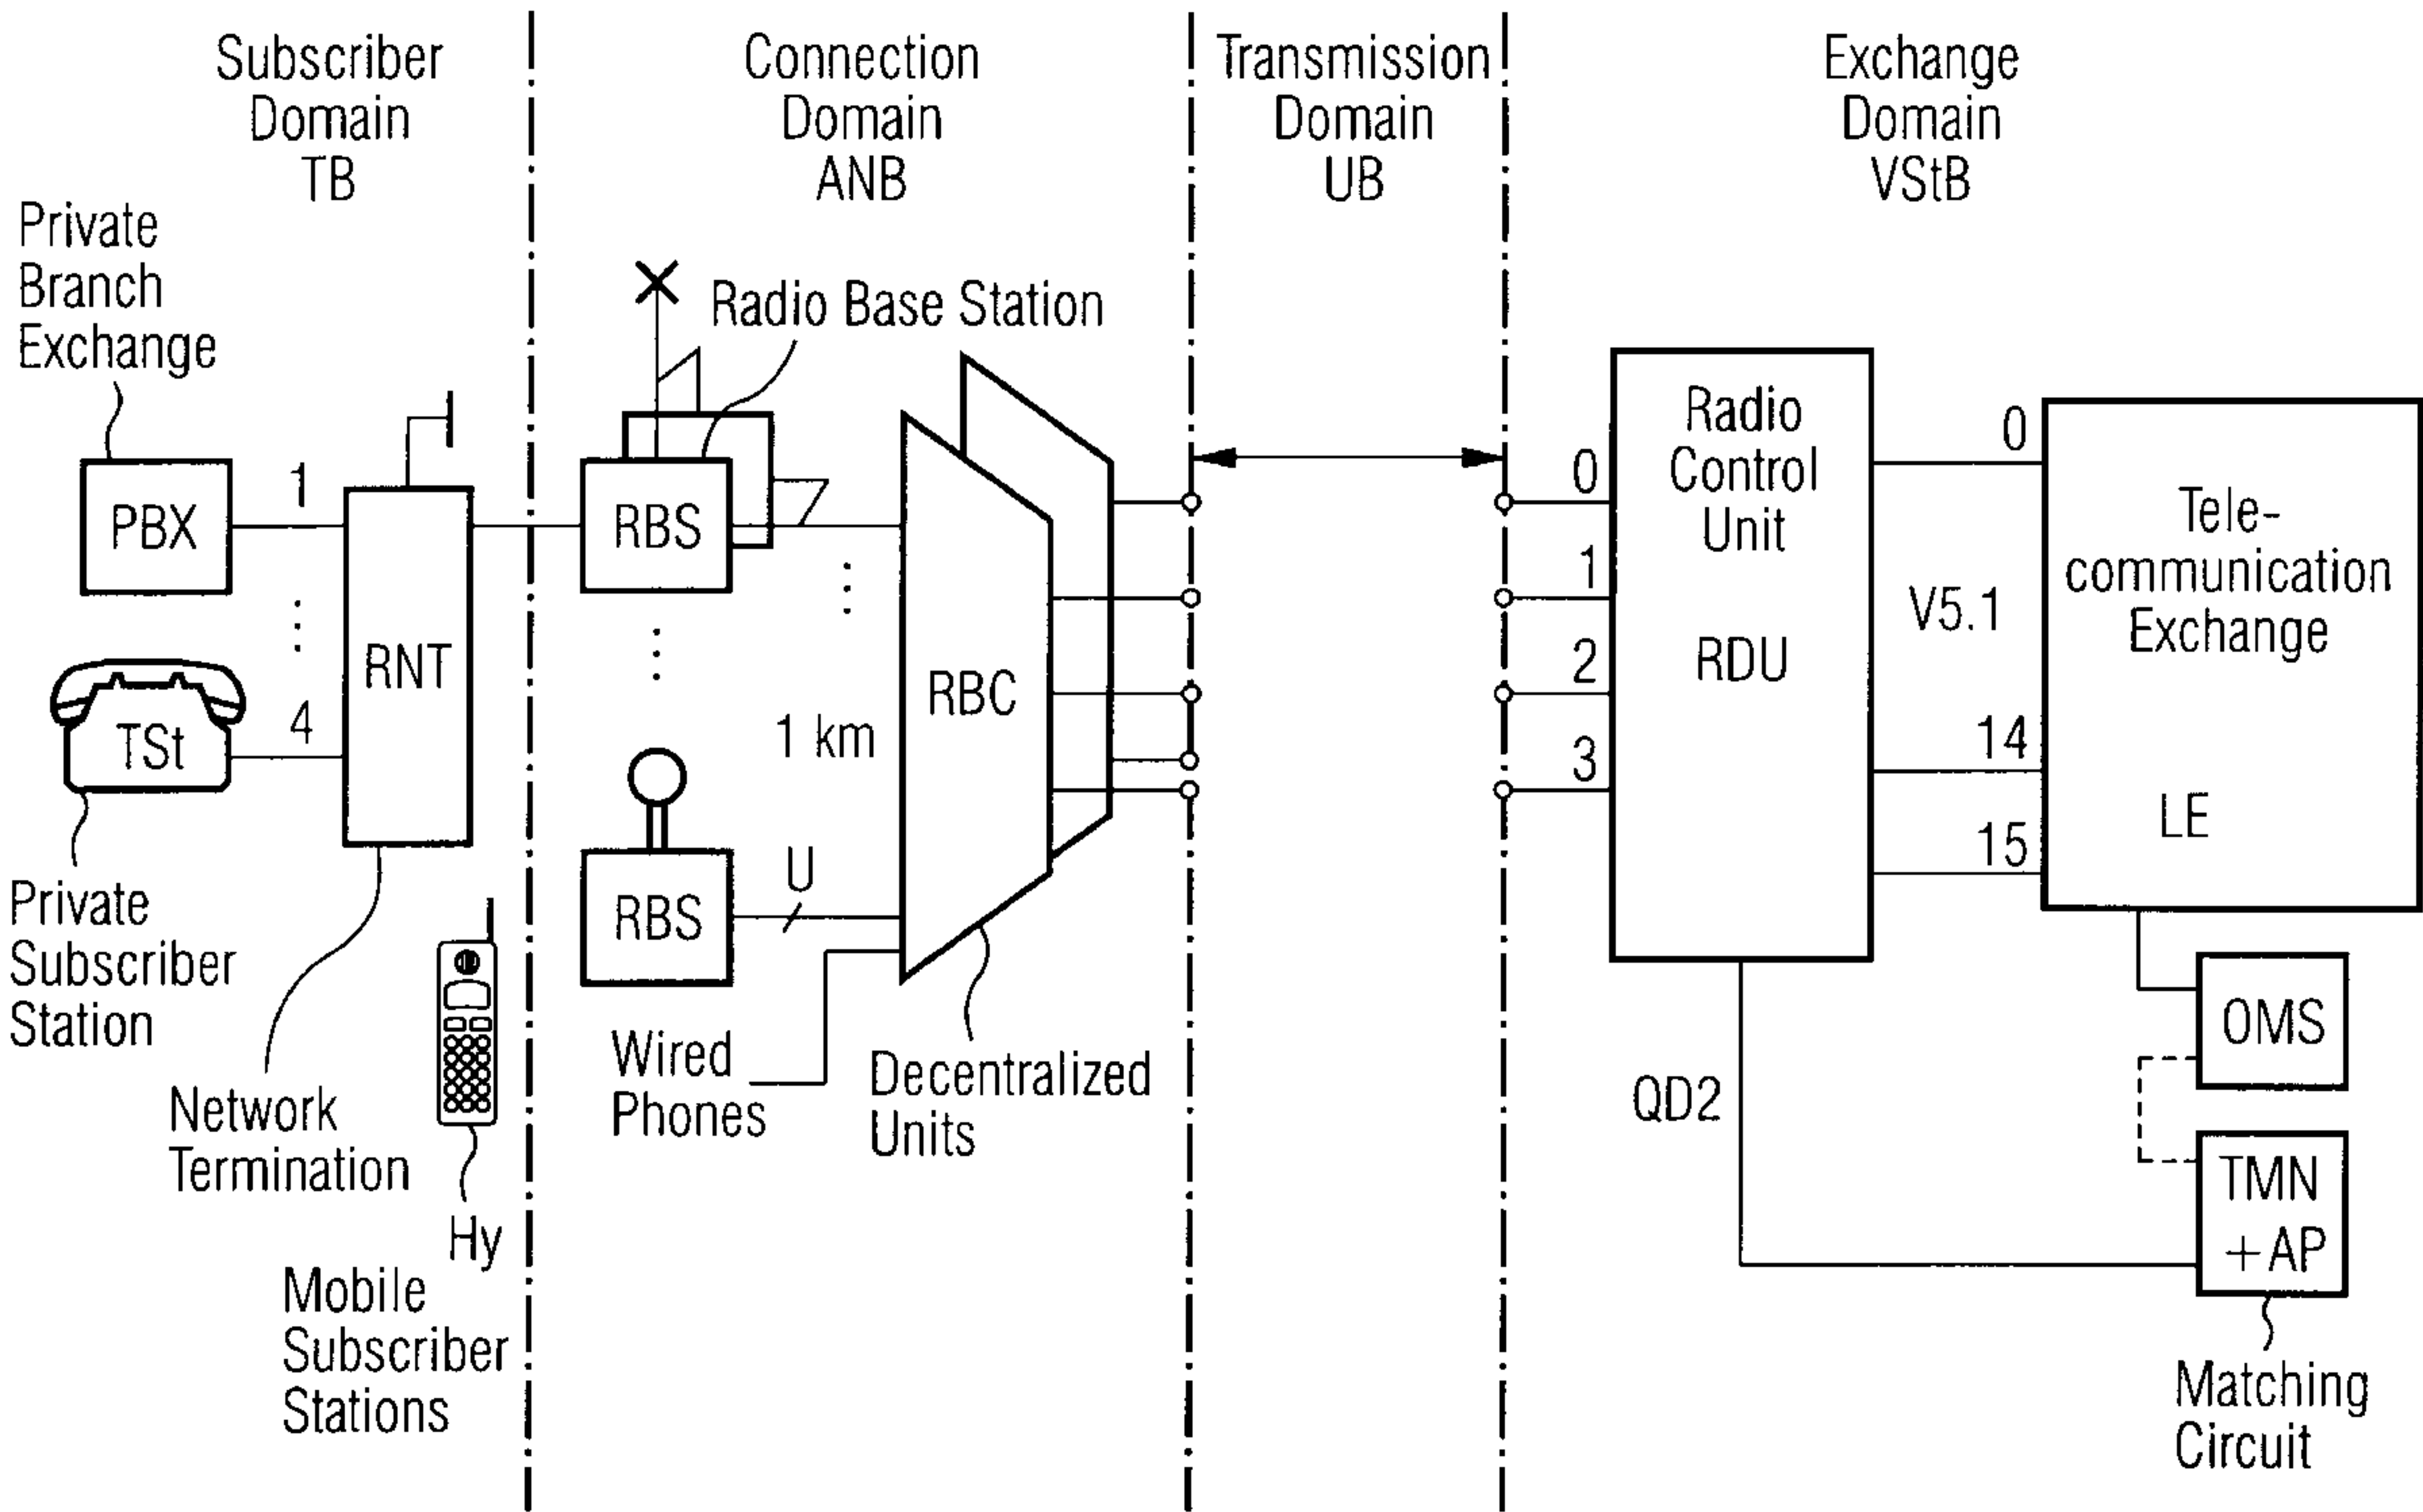 Subscriber
Domain
TB
Connection
Domain
ANB
Transmission
Domain
UB
Exchange
Domain
VStB
Private
Branch
Exchange
PBX
1
4
TSt
RNT
Private
Subscriber
Station
Network
Termination
Hy
Mobile
Subscriber
Stations
Radio Base Station
RBS
RBS
1 km
U
RBC
Wired
Phones
Decentralized
Units
0
1
2
3
Radio
Control
Unit
RDU
0
V5.1
14
15
Tele-
communication
Exchange
LE
OMS
QD2
TMN
+AP
Matching
Circuit